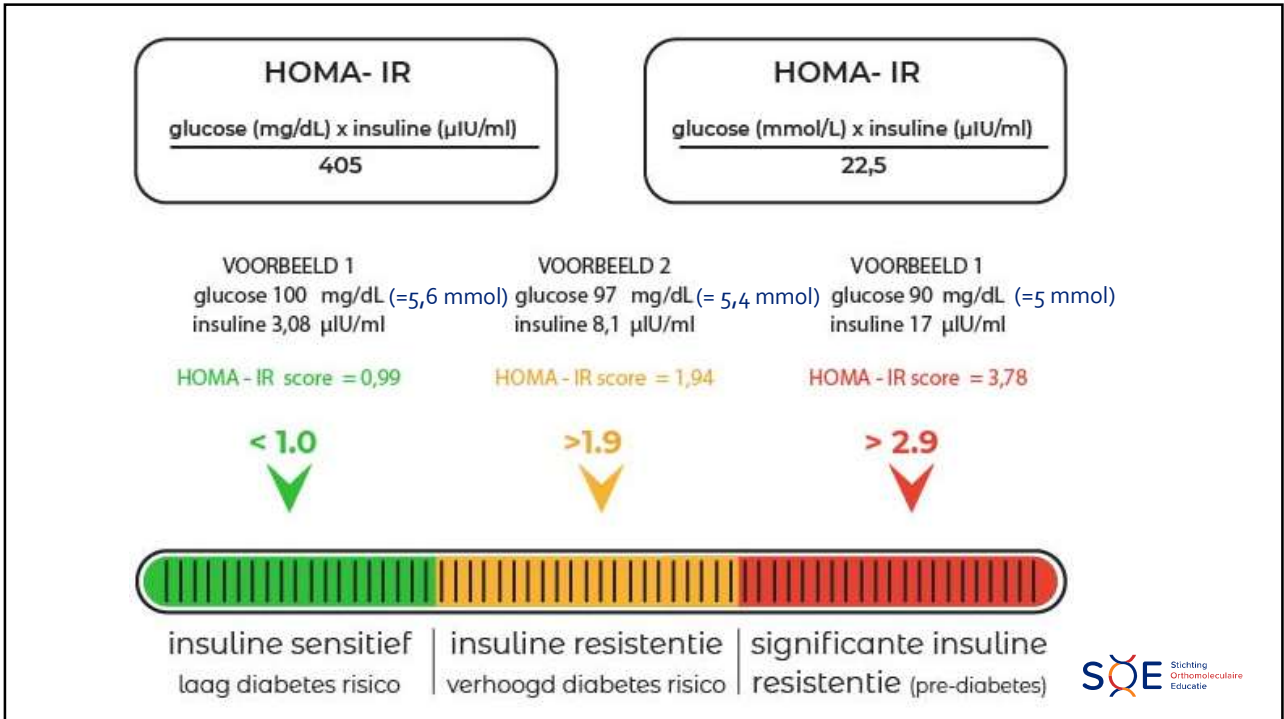 HOMA- IR
glucose (mg/dL) x insuline (µIU/ml)
405
HOMA- IR
glucose (mmol/L) x insuline (µIU/ml)
22,5
VOORBEELD 1
glucose 100 mg/dL (=5,6 mmol)
insuline 3,08 µIU/ml
HOMA - IR score = 0,99
< 1.0
VOORBEELD 2
glucose 97 mg/dL (= 5,4 mmol)
insuline 8,1 µIU/ml
HOMA - IR score = 1,94
>1.9
VOORBEELD 1
glucose 90 mg/dL (=5 mmol)
insuline 17 µIU/ml
HOMA - IR score = 3,78
> 2.9
insuline sensitief
laag diabetes risico
insuline resistentie
verhoogd diabetes risico
significante insuline
resistentie (pre-diabetes)
SOE
Stichting
Orthomoleculaire
Educatie